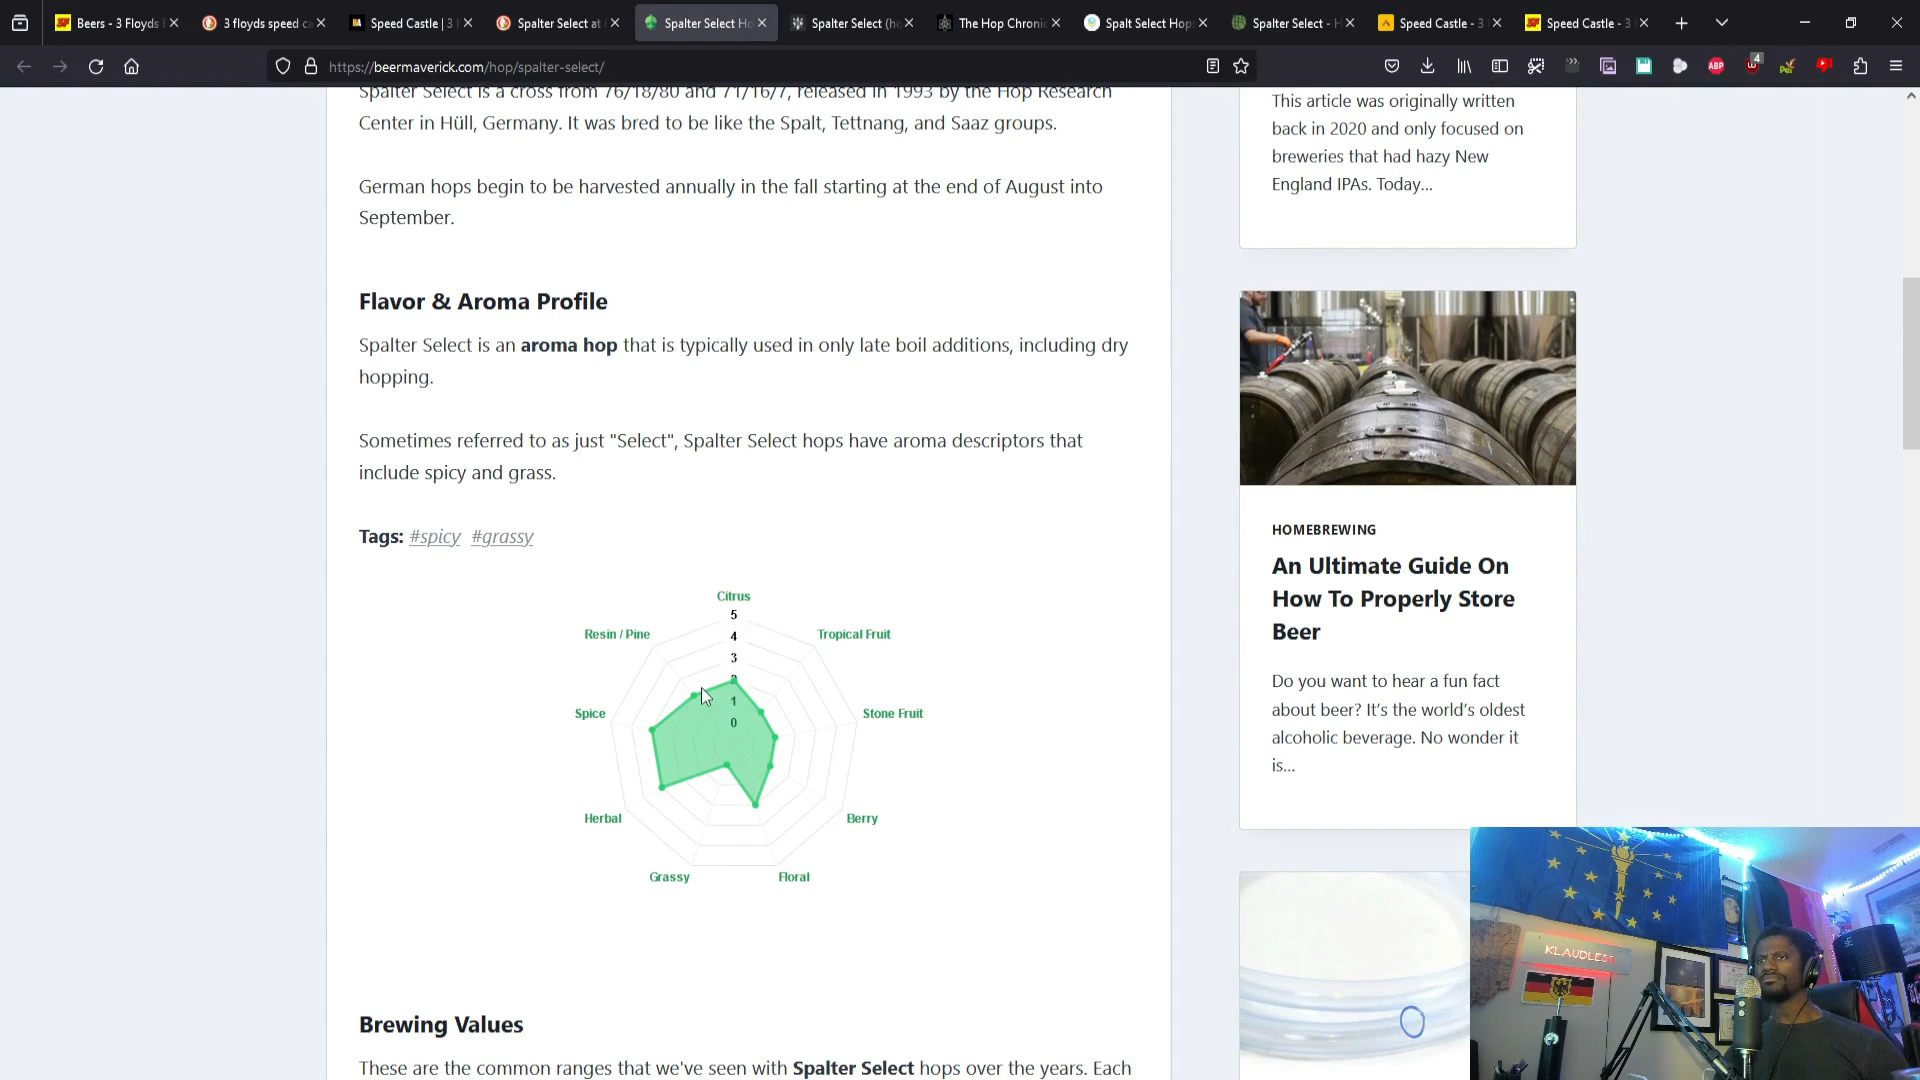 Beers - 3 Floyds
3 floyds speed ca
Speed Castle | 3
Spalter Select at
Spalter Select Ho
Spalter Select (ho
The Hop Chronic
Spalt Select Hops
Spalter Select - H
Speed Castle - 3
Speed Castle - 3
https://beermaverick.com/hop/spalter-select/
ABP
4
Spalter Select is a cross from 76/18/80 and 71/16/7, released in 1993 by the Hop Research
Center in Hüll, Germany. It was bred to be like the Spalt, Tettnang, and Saaz groups.
German hops begin to be harvested annually in the fall starting at the end of August into
September.
Flavor & Aroma Profile
Spalter Select is an aroma hop that is typically used in only late boil additions, including dry
hopping.
Sometimes referred to as just "Select", Spalter Select hops have aroma descriptors that
include spicy and grass.
Tags: #spicy #grassy
Citrus
5
Resin / Pine
4
Tropical Fruit
3
2
1
Spice
0
Stone Fruit
Herbal
Berry
Grassy
Floral
Brewing Values
These are the common ranges that we've seen with Spalter Select hops over the years. Each
This article was originally written
back in 2020 and only focused on
breweries that had hazy New
England IPAs. Today...
HOMEBREWING
An Ultimate Guide On
How To Properly Store
Beer
Do you want to hear a fun fact
about beer? It's the world's oldest
alcoholic beverage. No wonder it
is...
KLAUDLESS